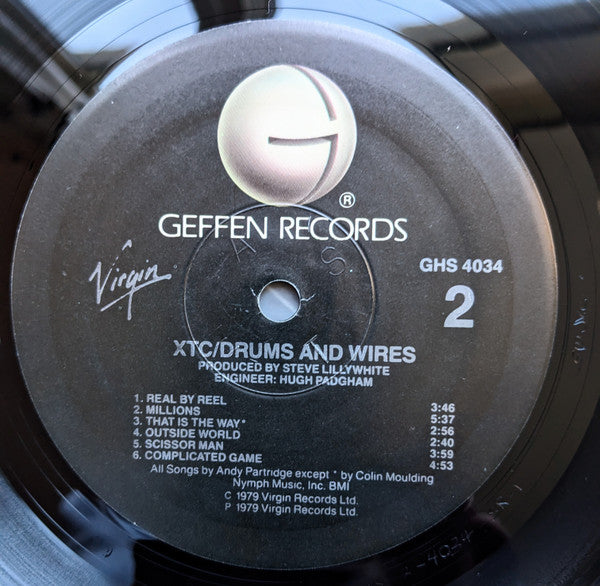 G
®
GEFFEN RECORDS
Virgin
GHS 4034
2
XTC/DRUMS AND WIRES
PRODUCED BY STEVE LILLYWHITE
ENGINEER: HUGH PADGHAM
1. REAL BY REEL 3:46
2. MILLIONS 5:37
3. THAT IS THE WAY* 2:56
4. OUTSIDE WORLD 2:40
5. SCISSOR MAN 3:59
6. COMPLICATED GAME 4:53
All Songs by Andy Partridge except * by Colin Moulding
Nymph Music, Inc. BMI
C 1979 Virgin Records Ltd.
P 1979 Virgin Records Ltd.